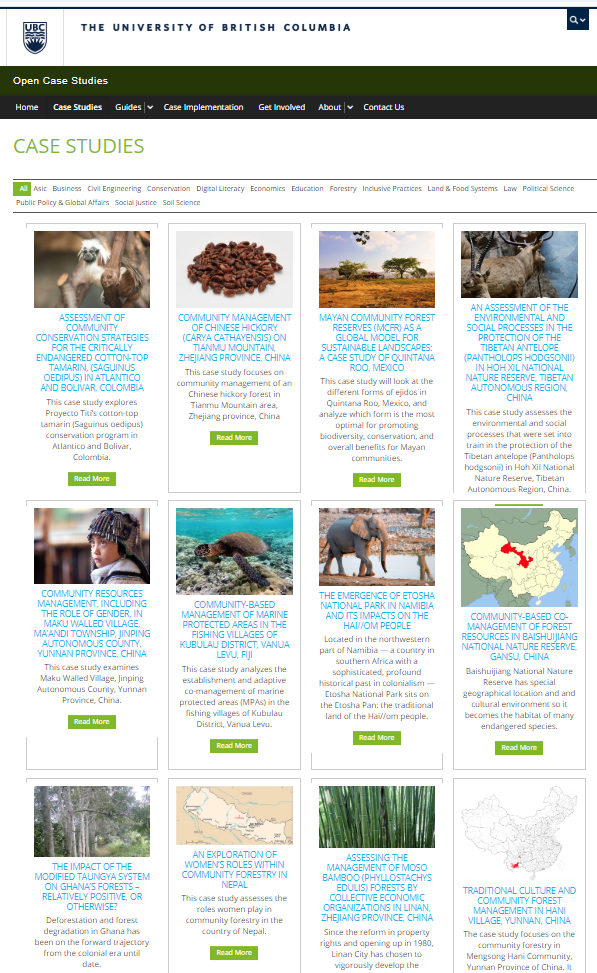 UBC
THE UNIVERSITY OF BRITISH COLUMBIA
Open Case Studies
Home Case Studies Guides Case Implementation Get Involved About Contact Us
CASE STUDIES
All Asic Business Civil Engineering Conservation Digital Literacy Economics Education Forestry Inclusive Practices Land & Food Systems Law Political Science
Public Policy & Global Affairs Social Justice Soil Science
ASSESSMENT OF
COMMUNITY
CONSERVATION STRATEGIES
FOR THE CRITICALLY
ENDANGERED COTTON-TOP
TAMARIN, (SAGUINUS
OEDIPUS) IN ATLANTICO
AND BOLIVAR, COLOMBIA
This case study explores
Proyecto Titi's cotton-top
tamarin (Saguinus oedipus)
conservation program in
Atlantico and Bolivar,
Colombia.
Read More
COMMUNITY MANAGEMENT
OF CHINESE HICKORY
(CARYA CATHAYENSIS) ON
TIANMU MOUNTAIN,
ZHEJIANG PROVINCE, CHINA
This case study focuses on
community management of an
Chinese hickory forest in
Tianmu Mountain area,
Zhejiang province, China
Read More
MAYAN COMMUNITY FOREST
RESERVES (MCFR) AS A
GLOBAL MODEL FOR
SUSTAINABLE LANDSCAPES:
A CASE STUDY OF QUINTANA
ROO, MEXICO
This case study will look at the
different forms of ejidos in
Quintana Roo, Mexico, and
analyze which form is the most
optimal for promoting
biodiversity, conservation, and
overall benefits for Mayan
communities.
Read More
AN ASSESSMENT OF THE
ENVIRONMENTAL AND
SOCIAL PROCESSES IN THE
PROTECTION OF THE
TIBETAN ANTELOPE
(PANTHOLOPS HODGSONII)
IN HOH XIL NATIONAL
NATURE RESERVE, TIBETAN
AUTONOMOUS REGION,
CHINA
This case study assesses the
environmental and social
processes that were set into
train in the protection of the
Tibetan antelope (Pantholops
hodgsonii) in Hoh Xil National
Nature Reserve, Tibetan
Autonomous Region, China.
COMMUNITY RESOURCES
MANAGEMENT, INCLUDING
THE ROLE OF GENDER, IN
MAKU WALLED VILLAGE,
MA'ANDI TOWNSHIP, JINPING
AUTONOMOUS COUNTY,
YUNNAN PROVINCE, CHINA
This case study examines
Maku Walled Village, Jinping
Autonomous County, Yunnan
Province, China.
Read More
COMMUNITY-BASED
MANAGEMENT OF MARINE
PROTECTED AREAS IN THE
FISHING VILLAGES OF
KUBULAU DISTRICT, VANUA
LEVU, FIJI
This case study analyzes the
establishment and adaptive
co-management of marine
protected areas (MPAs) in the
fishing villages of Kubulau
District, Vanua Levu.
Read More
THE EMERGENCE OF ETOSHA
NATIONAL PARK IN NAMIBIA
AND ITS IMPACTS ON THE
HAI//OM PEOPLE
Located in the northwestern
part of Namibia — a country in
southern Africa with a
sophisticated, profound
historical past in colonialism —
Etosha National Park sits on
the Etosha Pan: the traditional
land of the Hai//om people.
Read More
COMMUNITY-BASED CO-
MANAGEMENT OF FOREST
RESOURCES IN BAISHUIJIANG
NATIONAL NATURE RESERVE,
GANSU, CHINA
Baishuijiang National Nature
Reserve has special
geographical location and and
cultural environment so it
becomes the habitat of many
endangered species.
Read More
THE IMPACT OF THE
MODIFIED TAUNGYA SYSTEM
ON GHANA'S FORESTS –
RELATIVELY POSITIVE, OR
OTHERWISE?
Deforestation and forest
degradation in Ghana has
been on the forward trajectory
from the colonial era until
date.
AN EXPLORATION OF
WOMEN'S ROLES WITHIN
COMMUNITY FORESTRY IN
NEPAL
This case study assesses the
roles women play in
community forestry in the
country of Nepal.
Read More
ASSESSING THE
MANAGEMENT OF MOSO
BAMBOO (PHYLLOSTACHYS
EDULIS) FORESTS BY
COLLECTIVE ECONOMIC
ORGANIZATIONS IN LINAN,
ZHEJIANG PROVINCE, CHINA
Since the reform in property
rights and opening up in 1980,
Linan City has chosen to
vigorously develop the
TRADITIONAL CULTURE AND
COMMUNITY FOREST
MANAGEMENT IN HANI
VILLAGE, YUNNAN, CHINA
The case study focuses on the
community forestry in
Mengsong Hani Community,
Yunnan Province of China. It